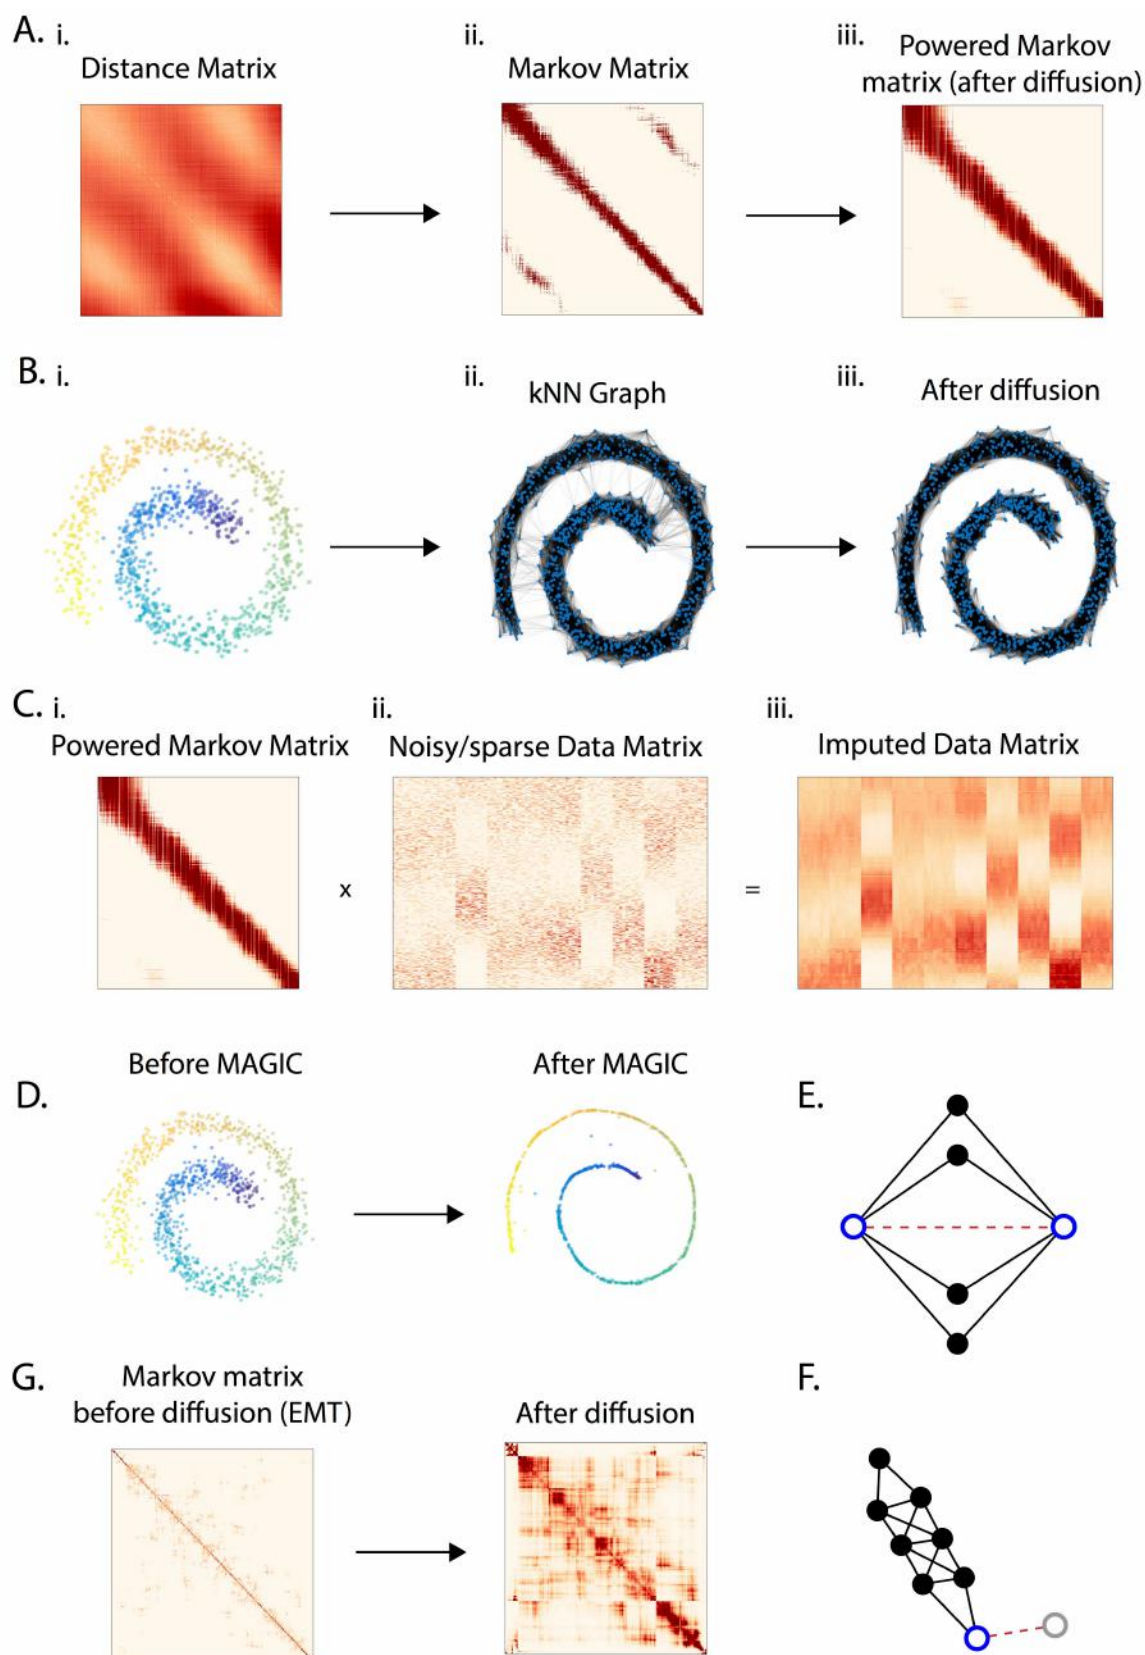 A. i.
Distance Matrix
ii.
Markov Matrix
iii.
Powered Markov
matrix (after diffusion)
B. i.
ii.
kNN Graph
iii.
After diffusion
C. i.
Powered Markov Matrix
x
ii.
Noisy/sparse Data Matrix
=
iii.
Imputed Data Matrix
D.
Before MAGIC
After MAGIC
E.
G.
Markov matrix
before diffusion (EMT)
After diffusion
F.